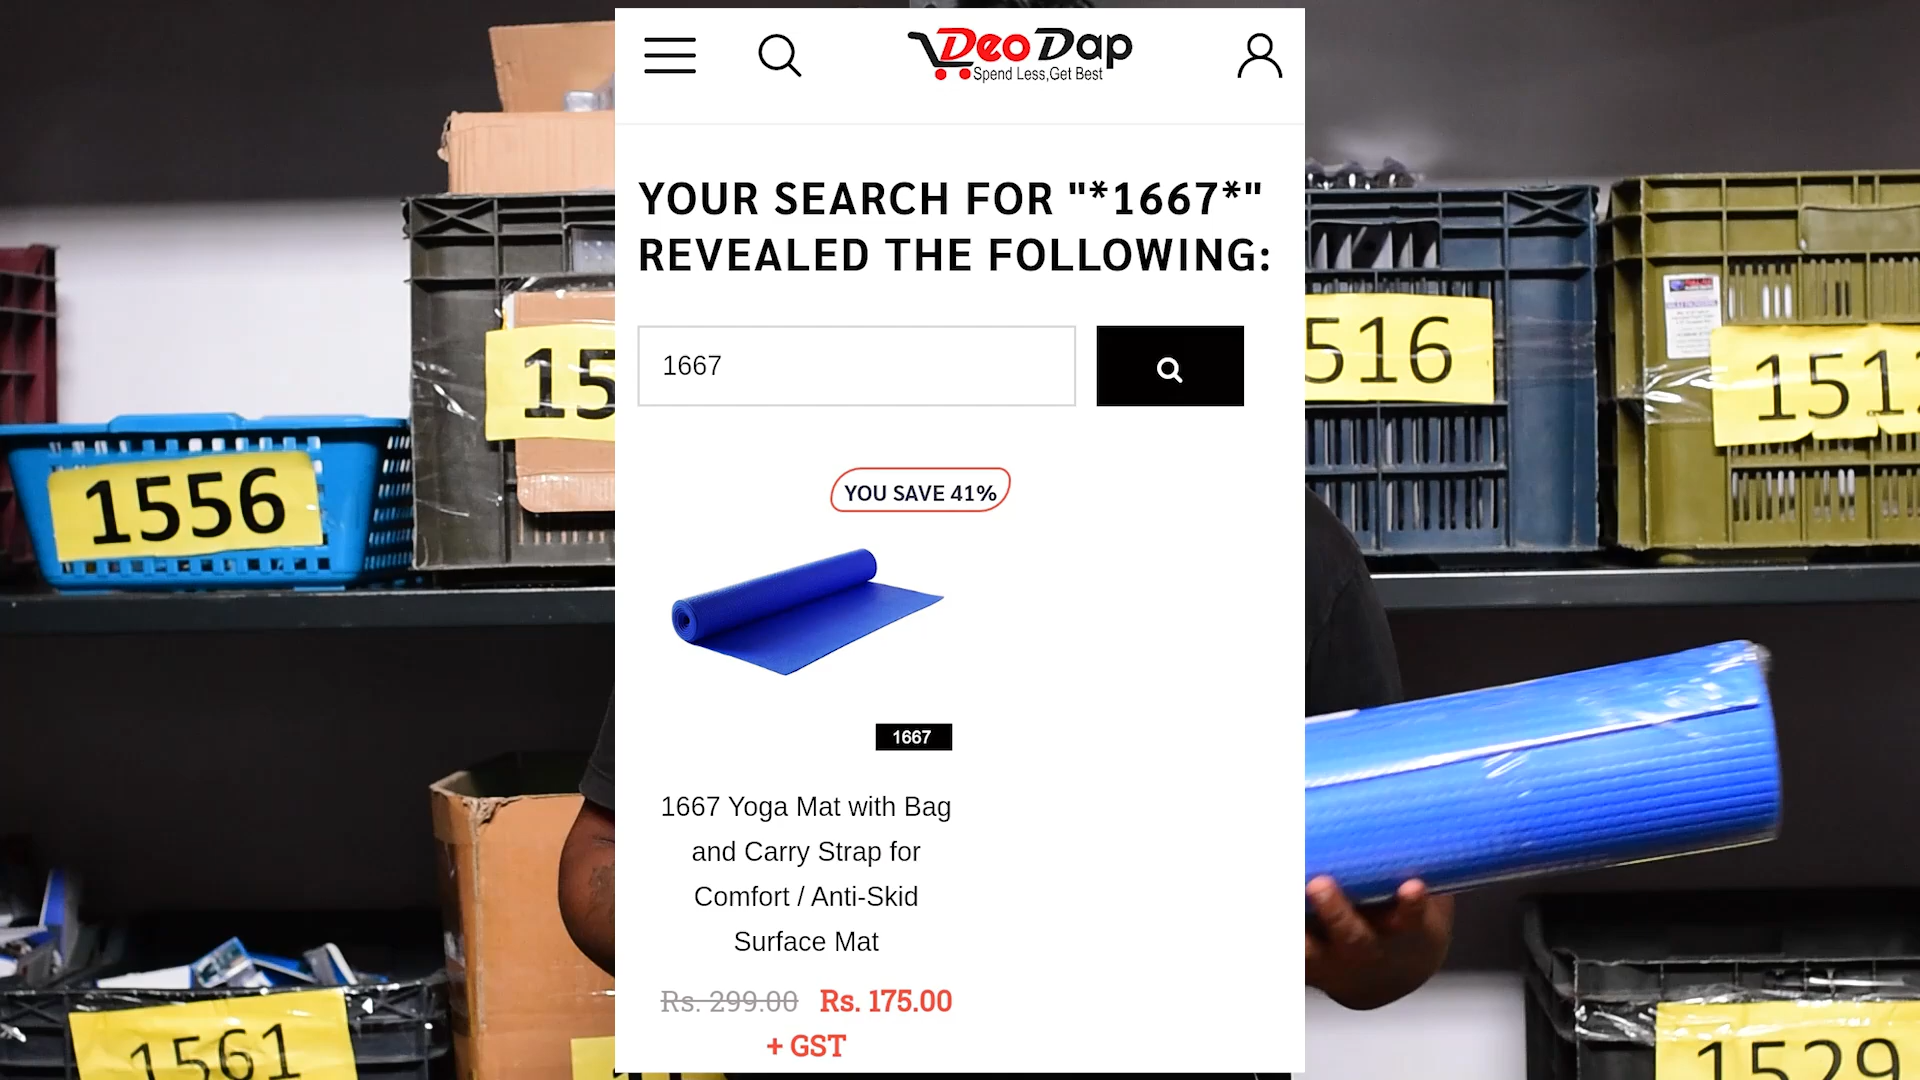 DeoDap
Spend Less,Get Best
YOUR SEARCH FOR "*1667*"
REVEALED THE FOLLOWING:
1667
YOU SAVE 41%
1667
1667 Yoga Mat with Bag
and Carry Strap for
Comfort / Anti-Skid
Surface Mat
Rs. 299.00 Rs. 175.00
+ GST
15
516
151
1556
1561
1529